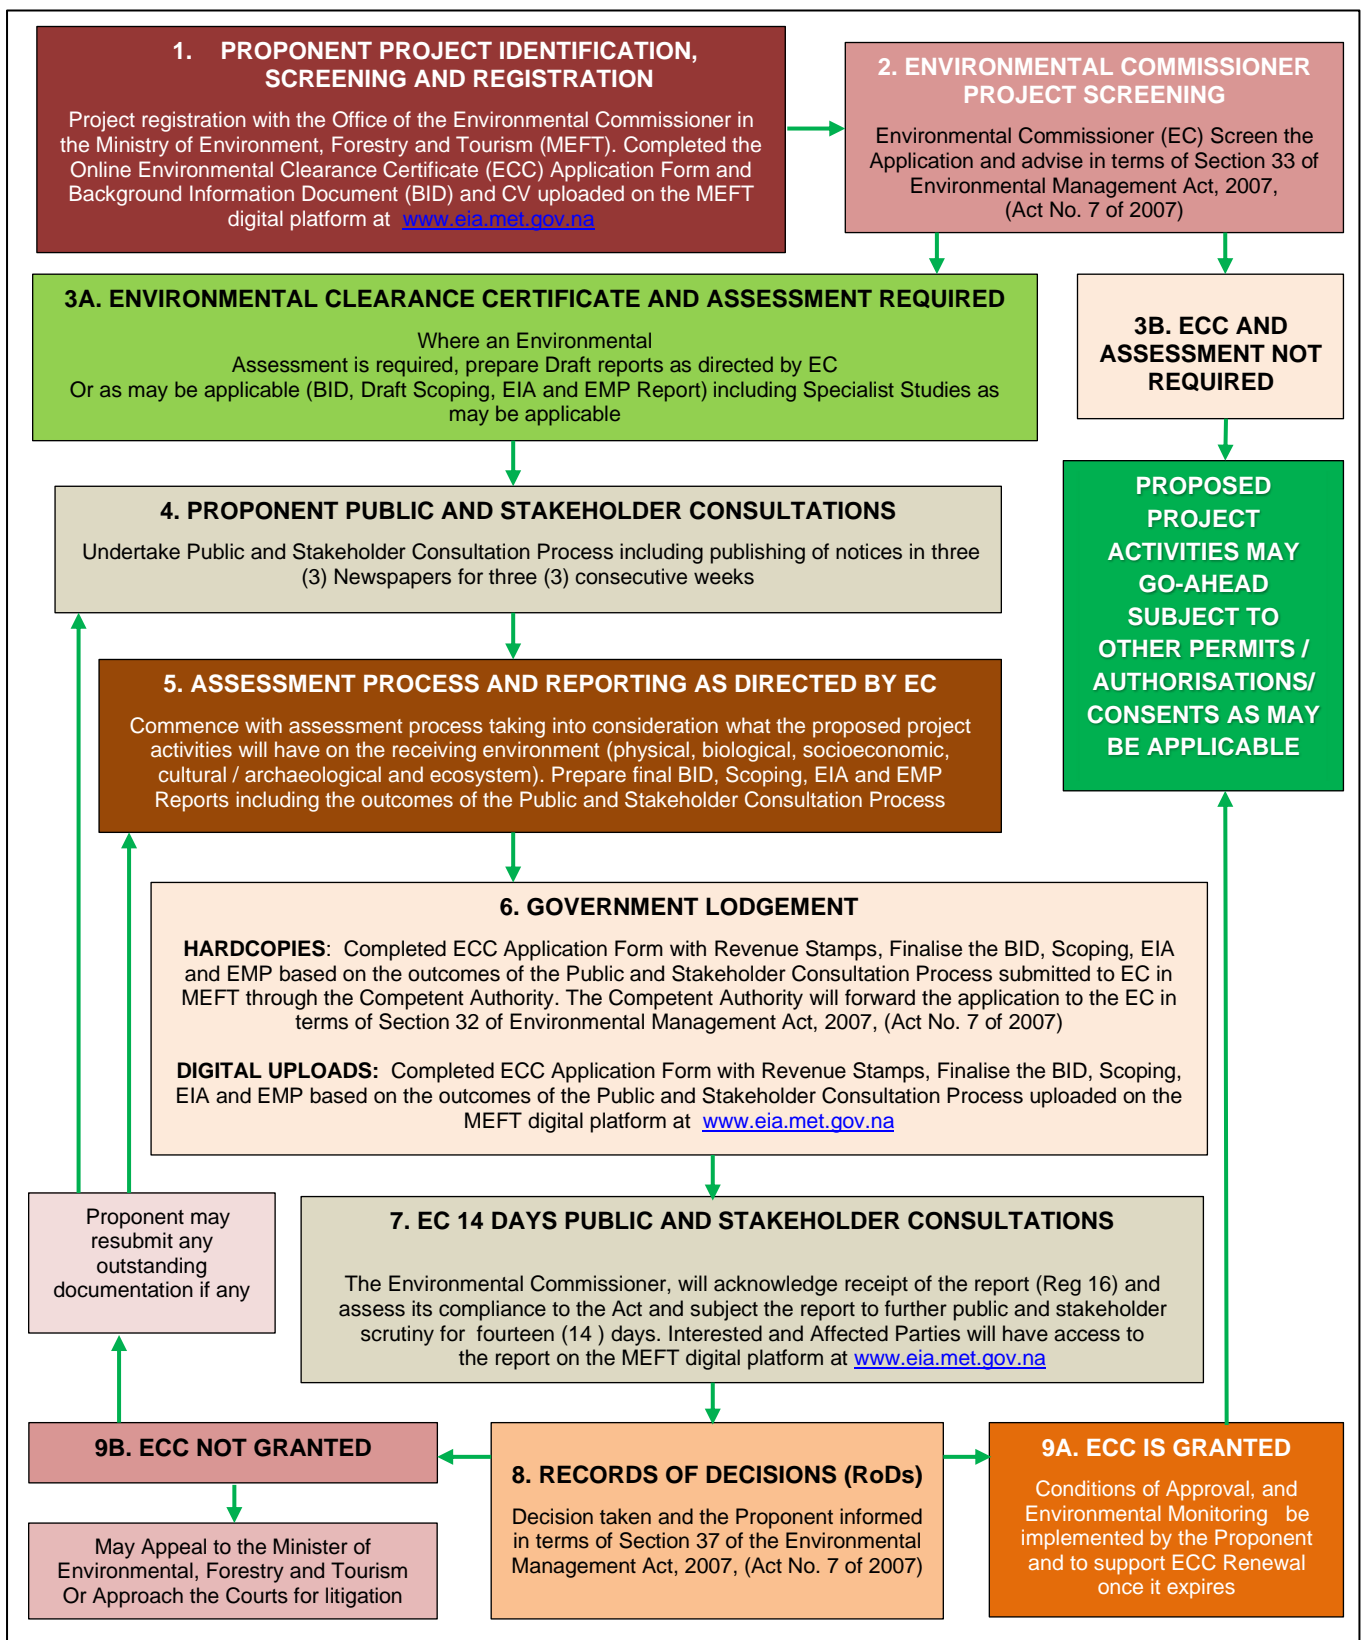 1. PROPONENT PROJECT IDENTIFICATION,
SCREENING AND REGISTRATION
Project registration with the Office of the Environmental Commissioner in
the Ministry of Environment, Forestry and Tourism (MEFT). Completed the
Online Environmental Clearance Certificate (ECC) Application Form and
Background Information Document (BID) and CV uploaded on the MEFT
digital platform at www.eia.met.gov.na
2. ENVIRONMENTAL COMMISSIONER
PROJECT SCREENING
Environmental Commissioner (EC) Screen the
Application and advise in terms of Section 33 of
Environmental Management Act, 2007,
(Act No. 7 of 2007)
3A. ENVIRONMENTAL CLEARANCE CERTIFICATE AND ASSESSMENT REQUIRED
Where an Environmental
Assessment is required, prepare Draft reports as directed by EC
Or as may be applicable (BID, Draft Scoping, EIA and EMP Report) including Specialist Studies as
may be applicable
3B. ECC AND
ASSESSMENT NOT
REQUIRED
4. PROPONENT PUBLIC AND STAKEHOLDER CONSULTATIONS
Undertake Public and Stakeholder Consultation Process including publishing of notices in three
(3) Newspapers for three (3) consecutive weeks
PROPOSED
PROJECT
ACTIVITIES MAY
GO-AHEAD
SUBJECT TO
OTHER PERMITS /
AUTHORISATIONS/
CONSENTS AS MAY
BE APPLICABLE
5. ASSESSMENT PROCESS AND REPORTING AS DIRECTED BY EC
Commence with assessment process taking into consideration what the proposed project
activities will have on the receiving environment (physical, biological, socioeconomic,
cultural / archaeological and ecosystem). Prepare final BID, Scoping, EIA and EMP
Reports including the outcomes of the Public and Stakeholder Consultation Process
6. GOVERNMENT LODGEMENT
HARDCOPIES: Completed ECC Application Form with Revenue Stamps, Finalise the BID, Scoping, EIA
and EMP based on the outcomes of the Public and Stakeholder Consultation Process submitted to EC in
MEFT through the Competent Authority. The Competent Authority will forward the application to the EC in
terms of Section 32 of Environmental Management Act, 2007, (Act No. 7 of 2007)
DIGITAL UPLOADS: Completed ECC Application Form with Revenue Stamps, Finalise the BID, Scoping,
EIA and EMP based on the outcomes of the Public and Stakeholder Consultation Process uploaded on the
MEFT digital platform at www.eia.met.gov.na
Proponent may
resubmit any
outstanding
documentation if any
7. EC 14 DAYS PUBLIC AND STAKEHOLDER CONSULTATIONS
The Environmental Commissioner, will acknowledge receipt of the report (Reg 16) and
assess its compliance to the Act and subject the report to further public and stakeholder
scrutiny for fourteen (14 ) days. Interested and Affected Parties will have access to
the report on the MEFT digital platform at www.eia.met.gov.na
9B. ECC NOT GRANTED
May Appeal to the Minister of
Environmental, Forestry and Tourism
Or Approach the Courts for litigation
8. RECORDS OF DECISIONS (RoDs)
Decision taken and the Proponent informed
in terms of Section 37 of the Environmental
Management Act, 2007, (Act No. 7 of 2007)
9A. ECC IS GRANTED
Conditions of Approval, and
Environmental Monitoring be
implemented by the Proponent
and to support ECC Renewal
once it expires